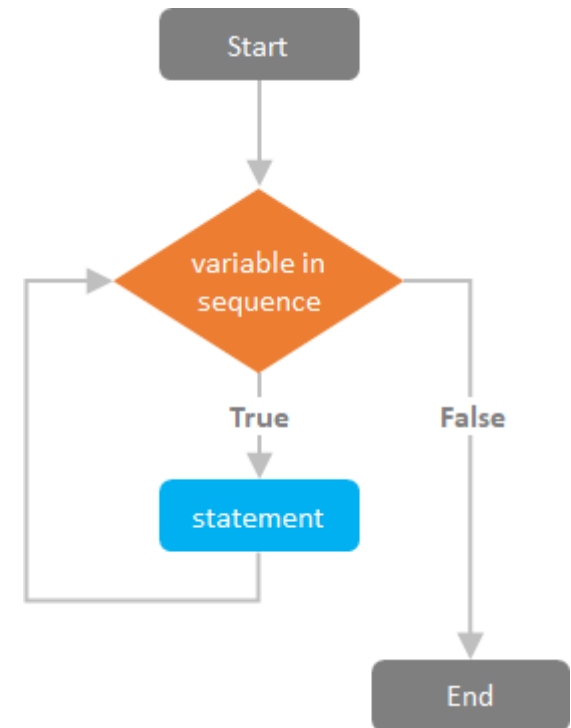 Start
variable in
sequence
True
False
statement
End